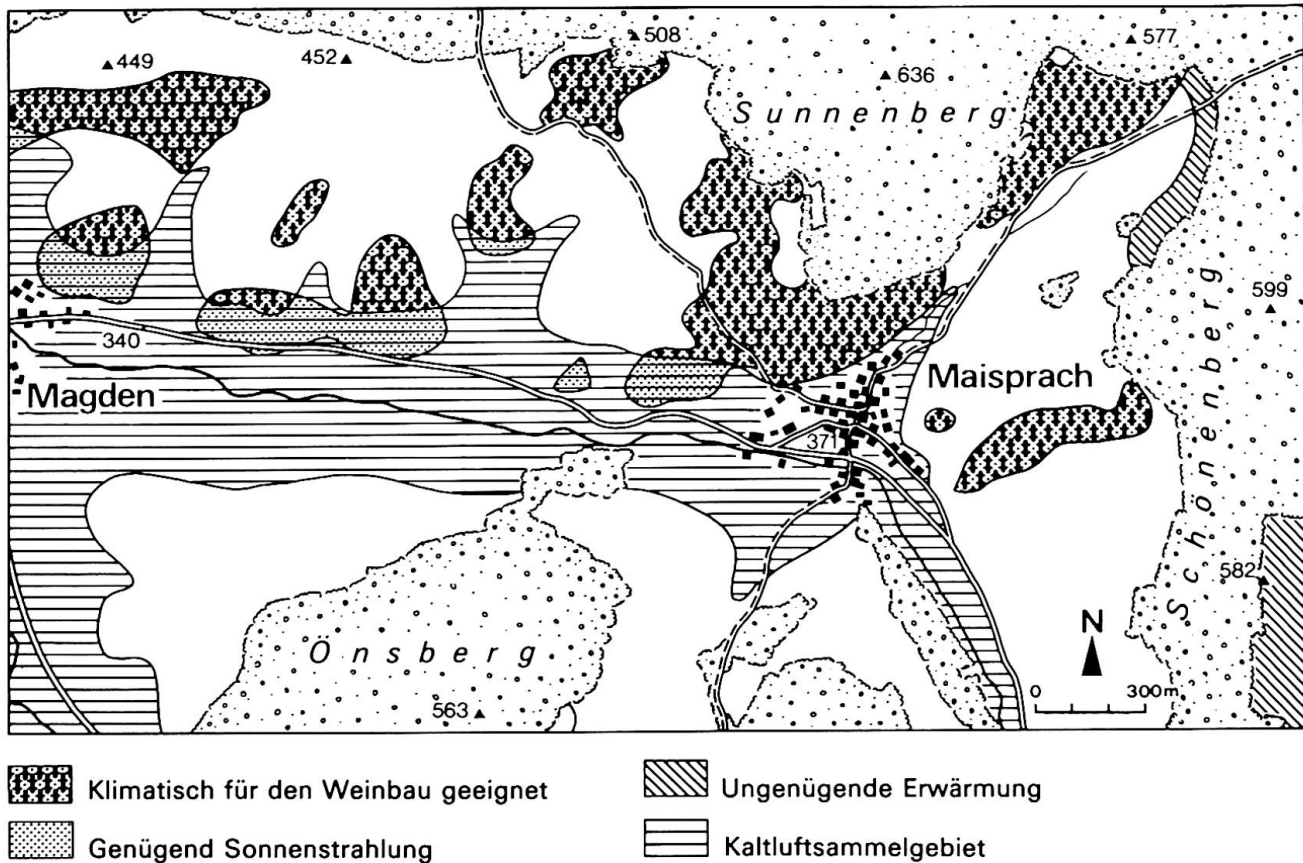 508
577
449
452
636
Sunnenberg
599
340
Magden
Maisprach
371
Schönenberg
582
N
Önsberg
0 300m
563
Klimatisch für den Weinbau geeignet
Ungenügende Erwärmung
Genügend Sonnenstrahlung
Kaltluftsammelgebiet